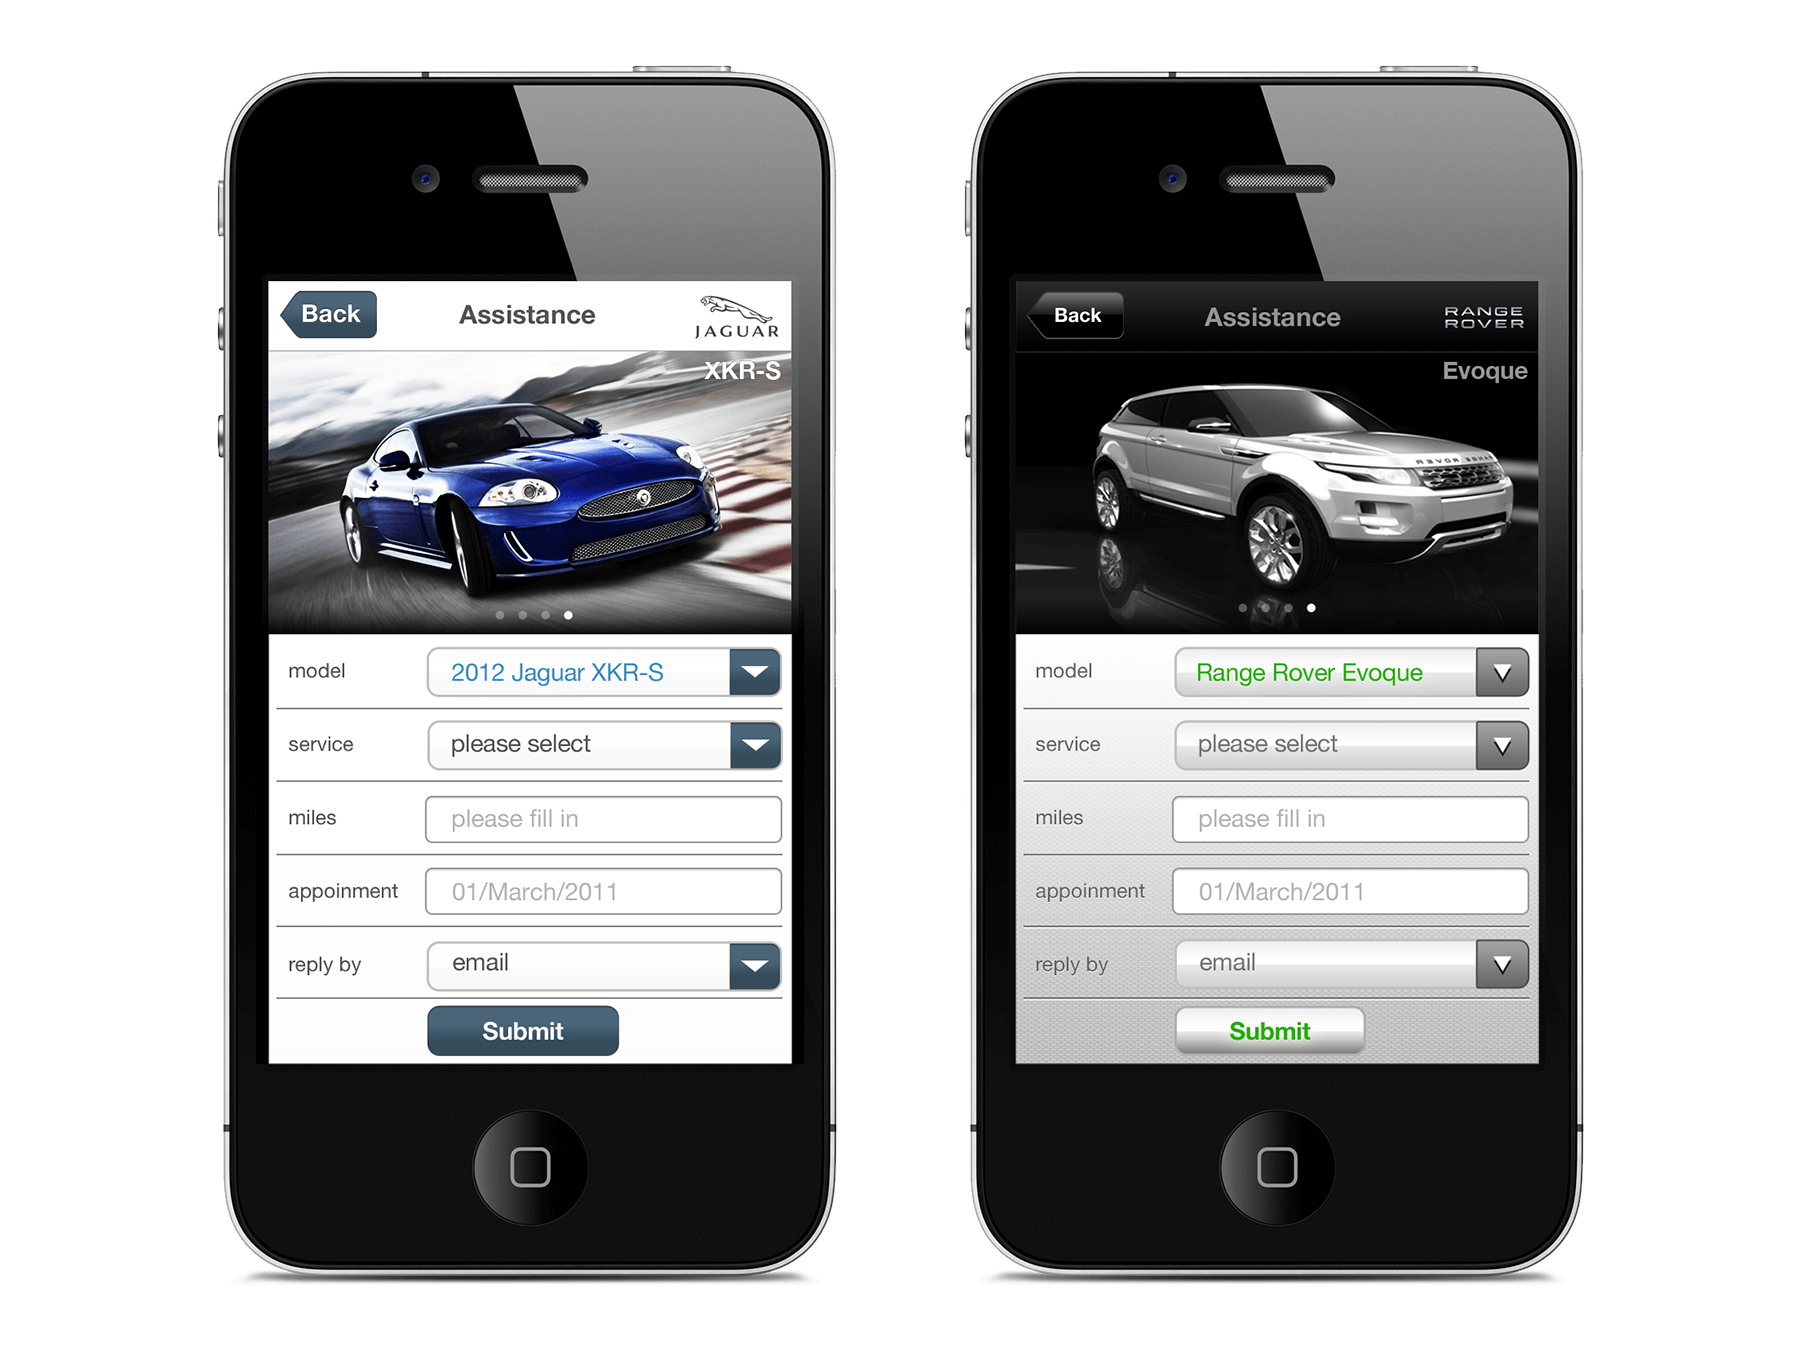 Back
Assistance
JAGUAR
XKR-S
model
2012 Jaguar XKR-S
service
please select
miles
please fill in
appoinment
01/March/2011
reply by
email
Submit
Back
Assistance
RANGE
ROVER
Evoque
model
Range Rover Evoque
service
please select
miles
please fill in
appoinment
01/March/2011
reply by
email
Submit